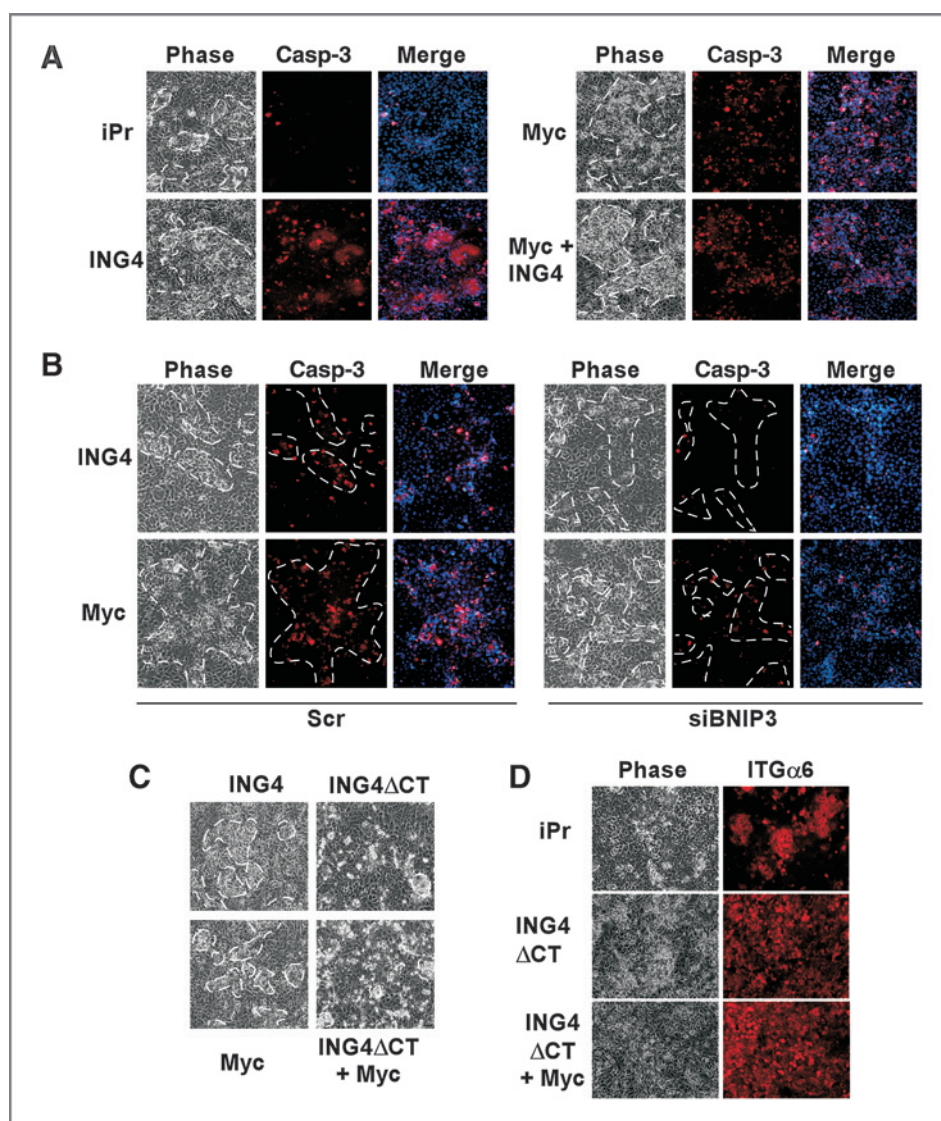 A
Phase Casp-3 Merge
iPr
ING4
Phase Casp-3 Merge
Myc
Myc +
ING4
B
Phase Casp-3 Merge
ING4
Myc
Scr
Phase Casp-3 Merge
siBNIP3
C
ING4 ING4ΔCT
Myc ING4ΔCT
+ Myc
D
Phase ITGα6
iPr
ING4
ΔCT
ING4
ΔCT
+ Myc